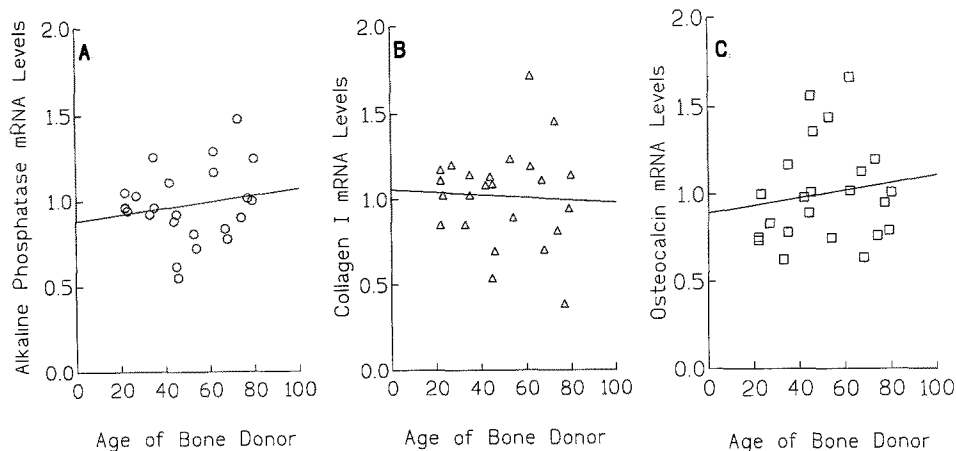 A
Alkaline Phosphatase mRNA Levels
2.0
1.5
1.0
0.5
0.0
0 20 40 60 80 100
Age of Bone Donor
B
Collagen I mRNA Levels
2.0
1.5
1.0
0.5
0.0
0 20 40 60 80 100
Age of Bone Donor
C
Osteocalcin mRNA Levels
2.0
1.5
1.0
0.5
0.0
0 20 40 60 80 100
Age of Bone Donor